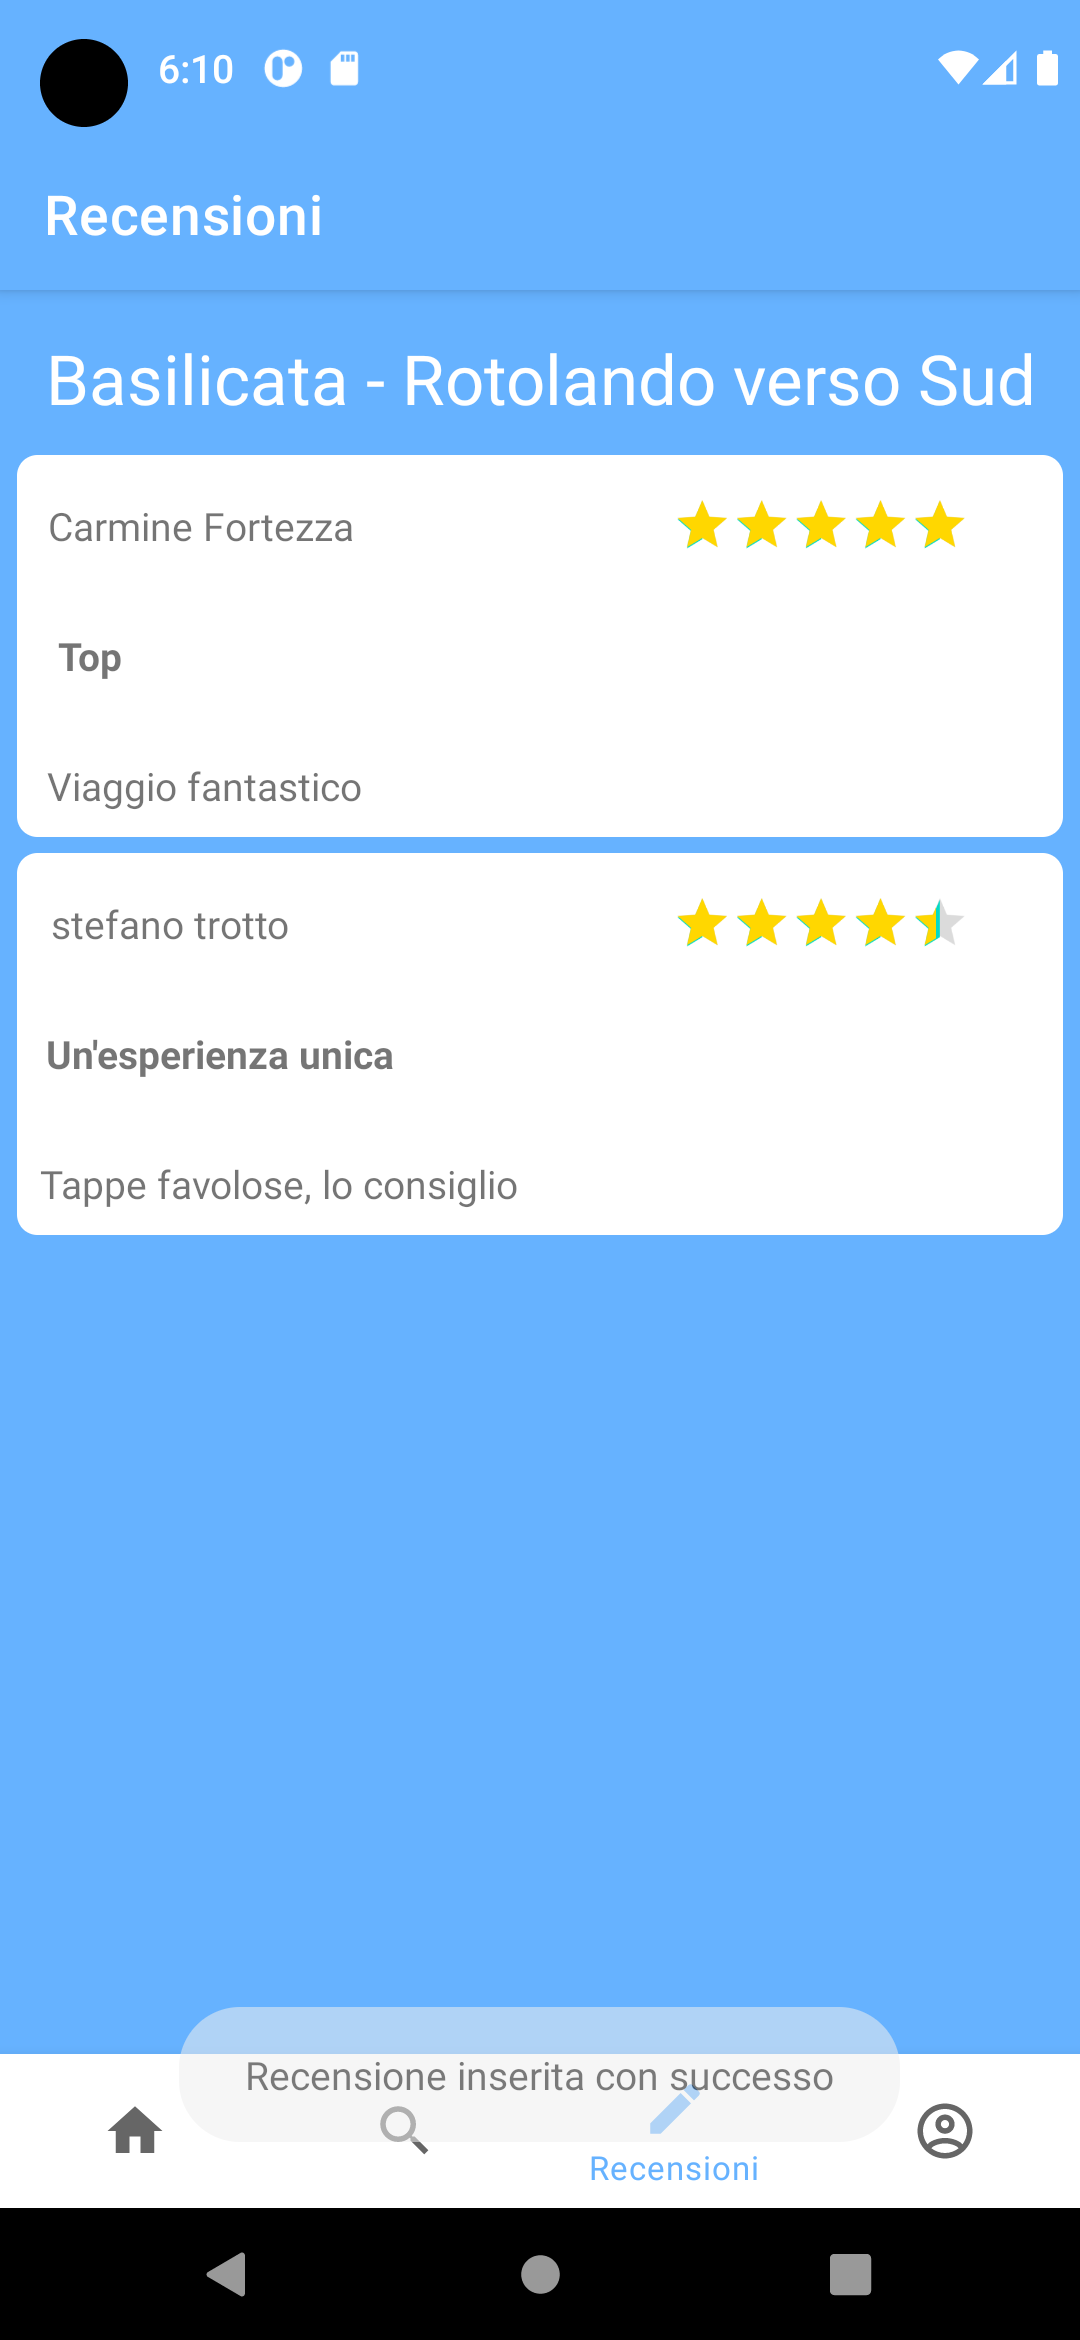 6:10
Recensioni
Basilicata - Rotolando verso Sud
Carmine Fortezza
Top
Viaggio fantastico
stefano trotto
Un'esperienza unica
Tappe favolose, lo consiglio
Recensione inserita con successo
Recensioni